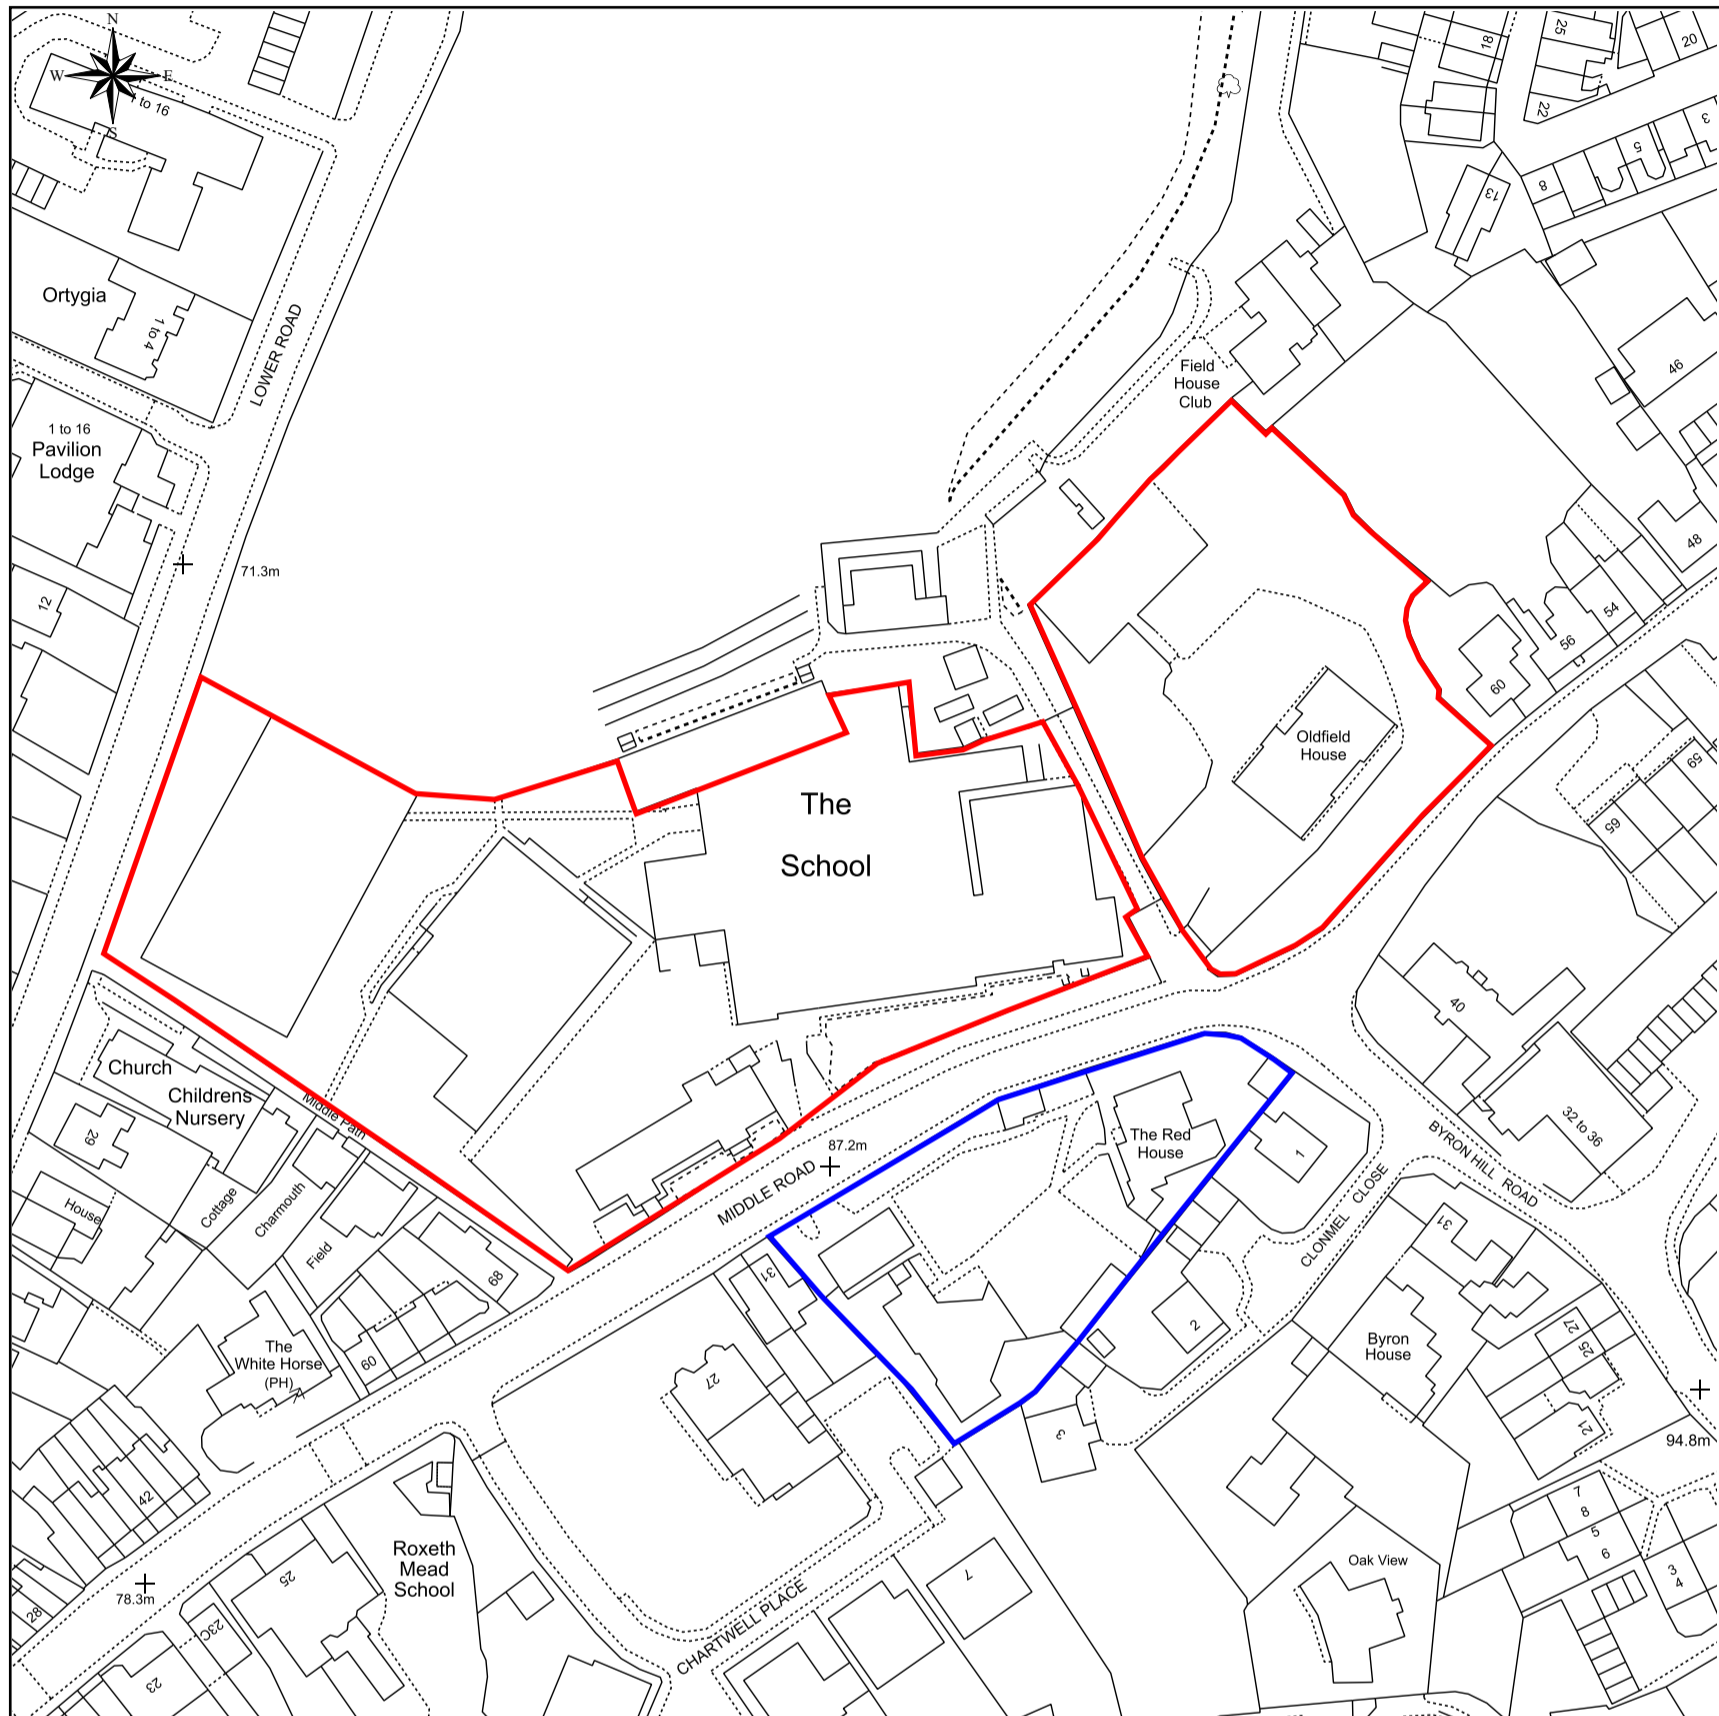 N
W
E
S
1 to 16
18
25
20
22
3
5
8
13
Ortygia
1 to 4
LOWER ROAD
46
Field
House
Club
1 to 16
Pavilion
Lodge
48
71.3m
12
54
56
60
Oldfield
House
59
65
The
School
40
Church
Childrens
Nursery
Middle Path
29
32 to 36
BYRON HILL ROAD
The Red
House
1
87.2m
MIDDLE ROAD
CLONMEL CLOSE
House
Cottage
Charmouth
Field
68
31
31
2
27
25
Byron
House
The
White Horse
(PH)
60
27
3
21
94.8m
42
7
8
5
6
3
4
Roxeth
Mead
School
Oak View
25
7
78.3m
28
23C
23
CHARTWELL PLACE